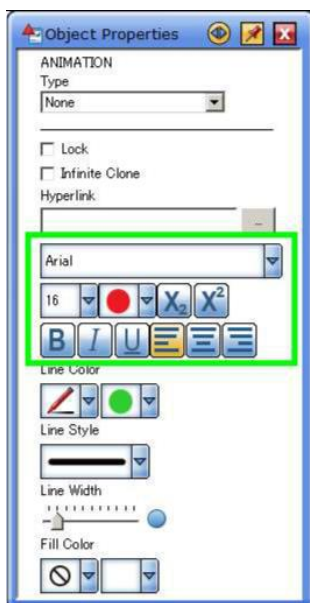 Object Properties
ANIMATION
Type
None
Lock
Infinite Clone
Hyperlink
Arial
16 X₂ X²
B I U
Line Color
Line Style
Line Width
Fill Color